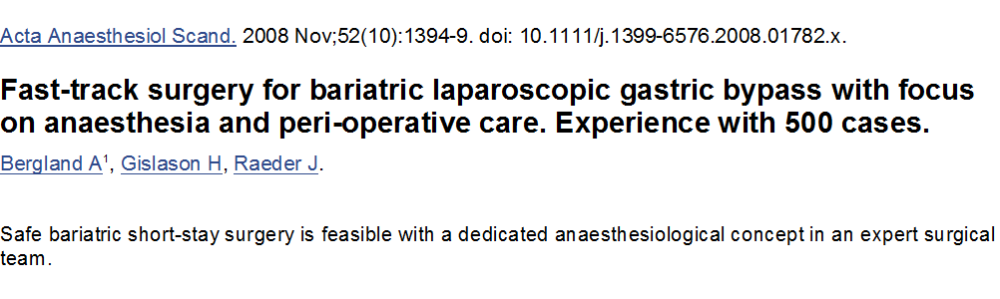 Acta Anaesthesiol Scand. 2008 Nov;52(10):1394-9. doi: 10.1111/j.1399-6576.2008.01782.x.
Fast-track surgery for bariatric laparoscopic gastric bypass with focus
on anaesthesia and peri-operative care. Experience with 500 cases.
Bergland A¹, Gislason H, Raeder J.
Safe bariatric short-stay surgery is feasible with a dedicated anaesthesiological concept in an expert surgical
team.